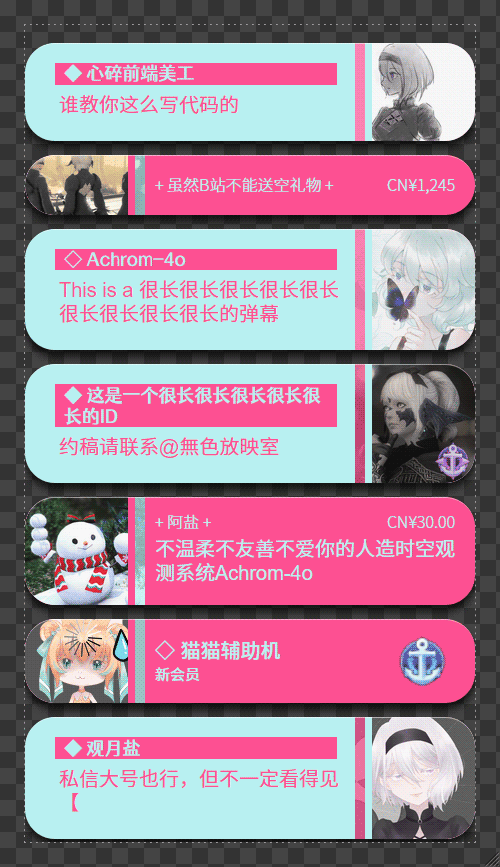 ◆ 心碎前端美工
谁教你这么写代码的
+ 虽然B站不能送空礼物 + CN¥1,245
◇ Achrom-4o
This is a 很长很长很长很长很长
很长很长很长很长的弹幕
◆ 这是一个很长很长很长很长很
长的ID
约稿请联系@無色放映室
+ 阿盐 + CN¥30.00
不温柔不友善不爱你的人造时空观
测系统Achrom-4o
◇ 猫猫辅助机
新会员
◆ 观月盐
私信大号也行，但不一定看得见
【